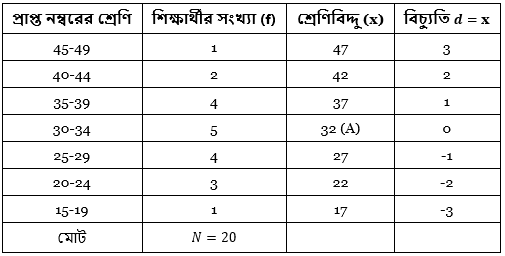 প্রাপ্ত নম্বরের শ্রেণি শিক্ষার্থীর সংখ্যা (f) শ্রেণিবিন্দু (x) বিচ্যুতি d = x
45-49 1 47 3
40-44 2 42 2
35-39 4 37 1
30-34 5 32 (A) 0
25-29 4 27 -1
20-24 3 22 -2
15-19 1 17 -3
মোট N = 20